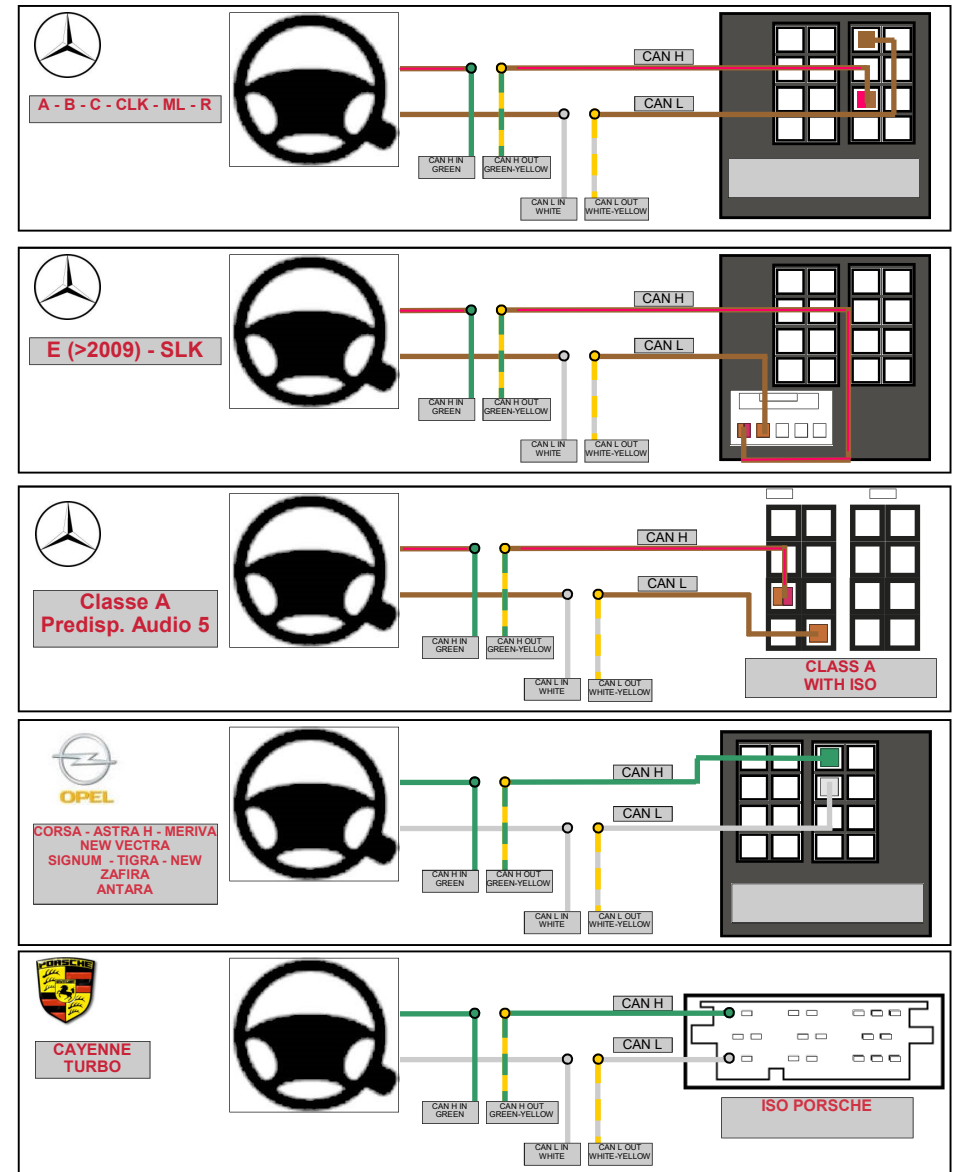 A - B - C - CLK - ML - R
CAN H
CAN L
CAN H IN
GREEN
CAN H OUT
GREEN-YELLOW
CAN L IN
WHITE
CAN L OUT
WHITE-YELLOW
E (>2009) - SLK
CAN H
CAN L
CAN H IN
GREEN
CAN H OUT
GREEN-YELLOW
CAN L IN
WHITE
CAN L OUT
WHITE-YELLOW
Classe A
Predisp. Audio 5
CAN H
CAN L
CAN H IN
GREEN
CAN H OUT
GREEN-YELLOW
CAN L IN
WHITE
CAN L OUT
WHITE-YELLOW
CLASS A
WITH ISO
OPEL
CORSA - ASTRA H - MERIVA
NEW VECTRA
SIGNUM - TIGRA - NEW
ZAFIRA
ANTARA
CAN H
CAN L
CAN H IN
GREEN
CAN H OUT
GREEN-YELLOW
CAN L IN
WHITE
CAN L OUT
WHITE-YELLOW
PORSCHE
CAYENNE
TURBO
CAN H
CAN L
CAN H IN
GREEN
CAN H OUT
GREEN-YELLOW
CAN L IN
WHITE
CAN L OUT
WHITE-YELLOW
ISO PORSCHE